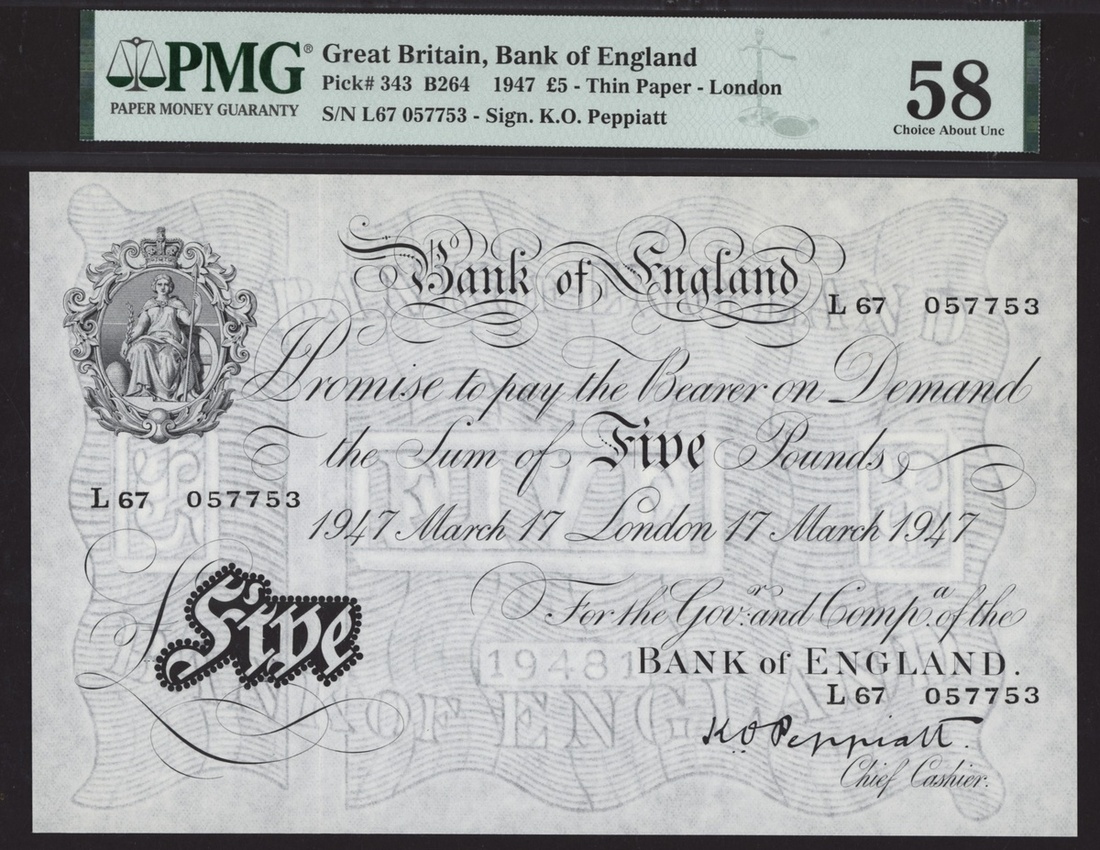 PMG®
PAPER MONEY GUARANTY
Great Britain, Bank of England
Pick# 343 B264 1947 £5 - Thin Paper - London
S/N L67 057753 - Sign. K.O. Peppiatt
58
Choice About Unc
Bank of England
L 67 057753
I Promise to pay the Bearer on Demand
the Sum of Five Pounds
L 67 057753
1947 March 17 London 17 March 1947
For the Govr. and Compa. of the
Five
BANK of ENGLAND.
L 67 057753
K O Peppiatt.
Chief Cashier.
19481
OF ENGLAND